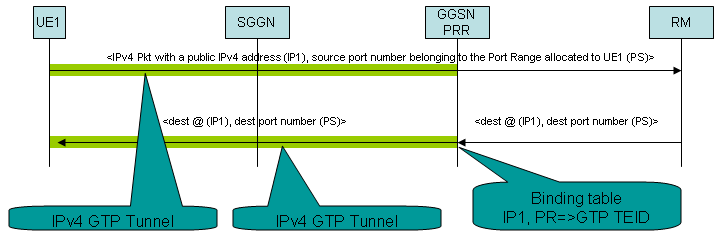 UE1
SGGN
GGSN
PRR
RM
<IPv4 Pkt with a public IPv4 address (IP1), source port number belonging to the Port Range allocated to UE1 (PS)>
<dest @ (IP1), dest port number (PS)>
<dest @ (IP1), dest port number (PS)>
IPv4 GTP Tunnel
IPv4 GTP Tunnel
Binding table
IP1, PR=>GTP TEID